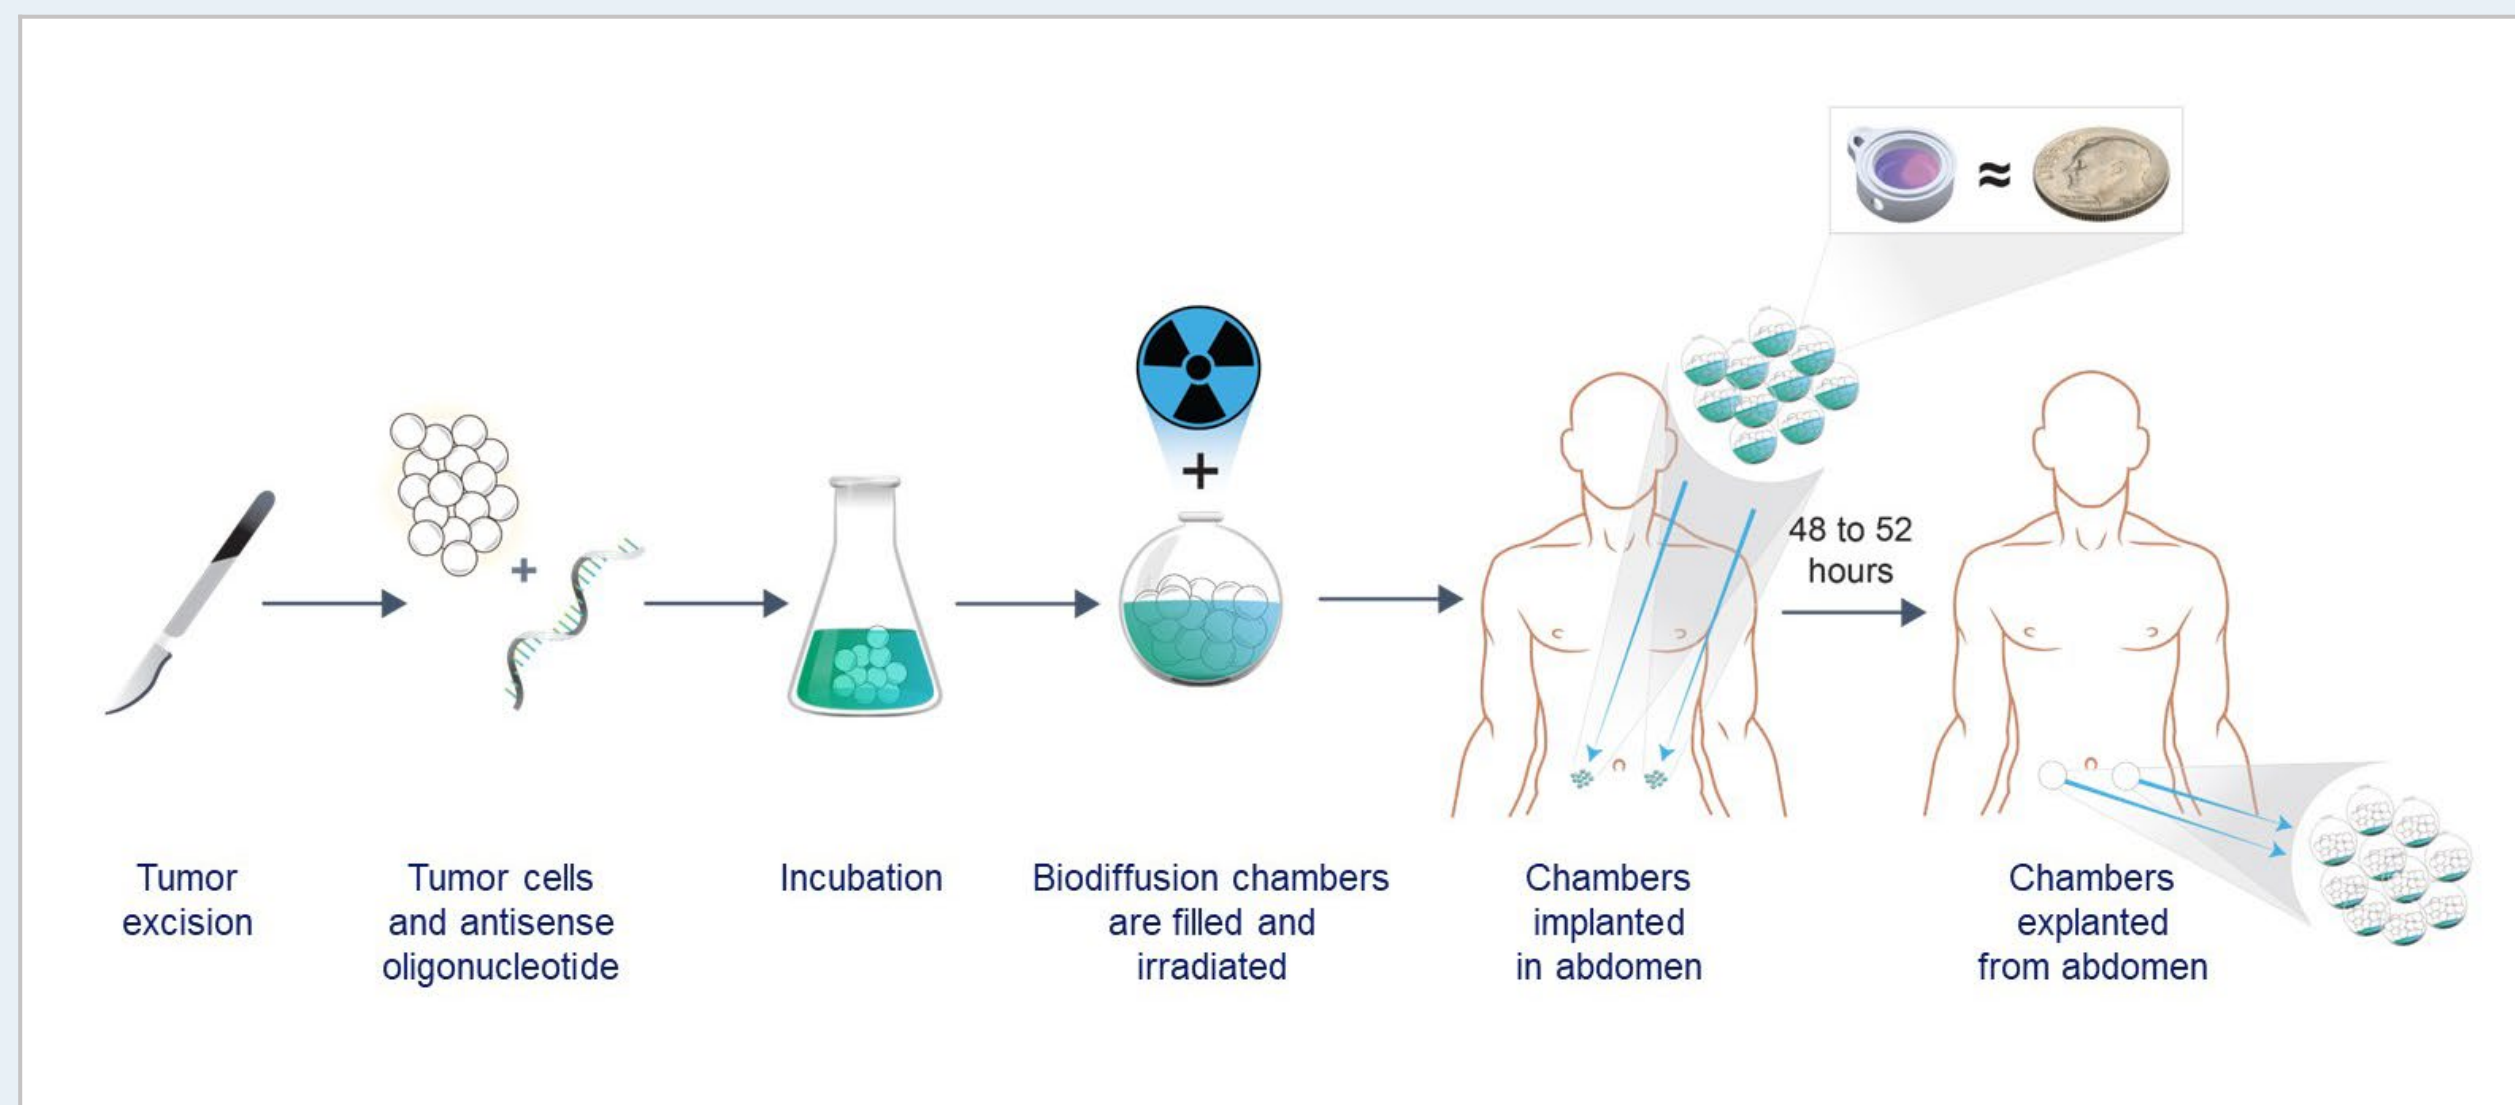 48 to 52
hours
Tumor
excision
Tumor cells
and antisense
oligonucleotide
Incubation
Biodiffusion chambers
are filled and
irradiated
Chambers
implanted
in abdomen
Chambers
explanted
from abdomen